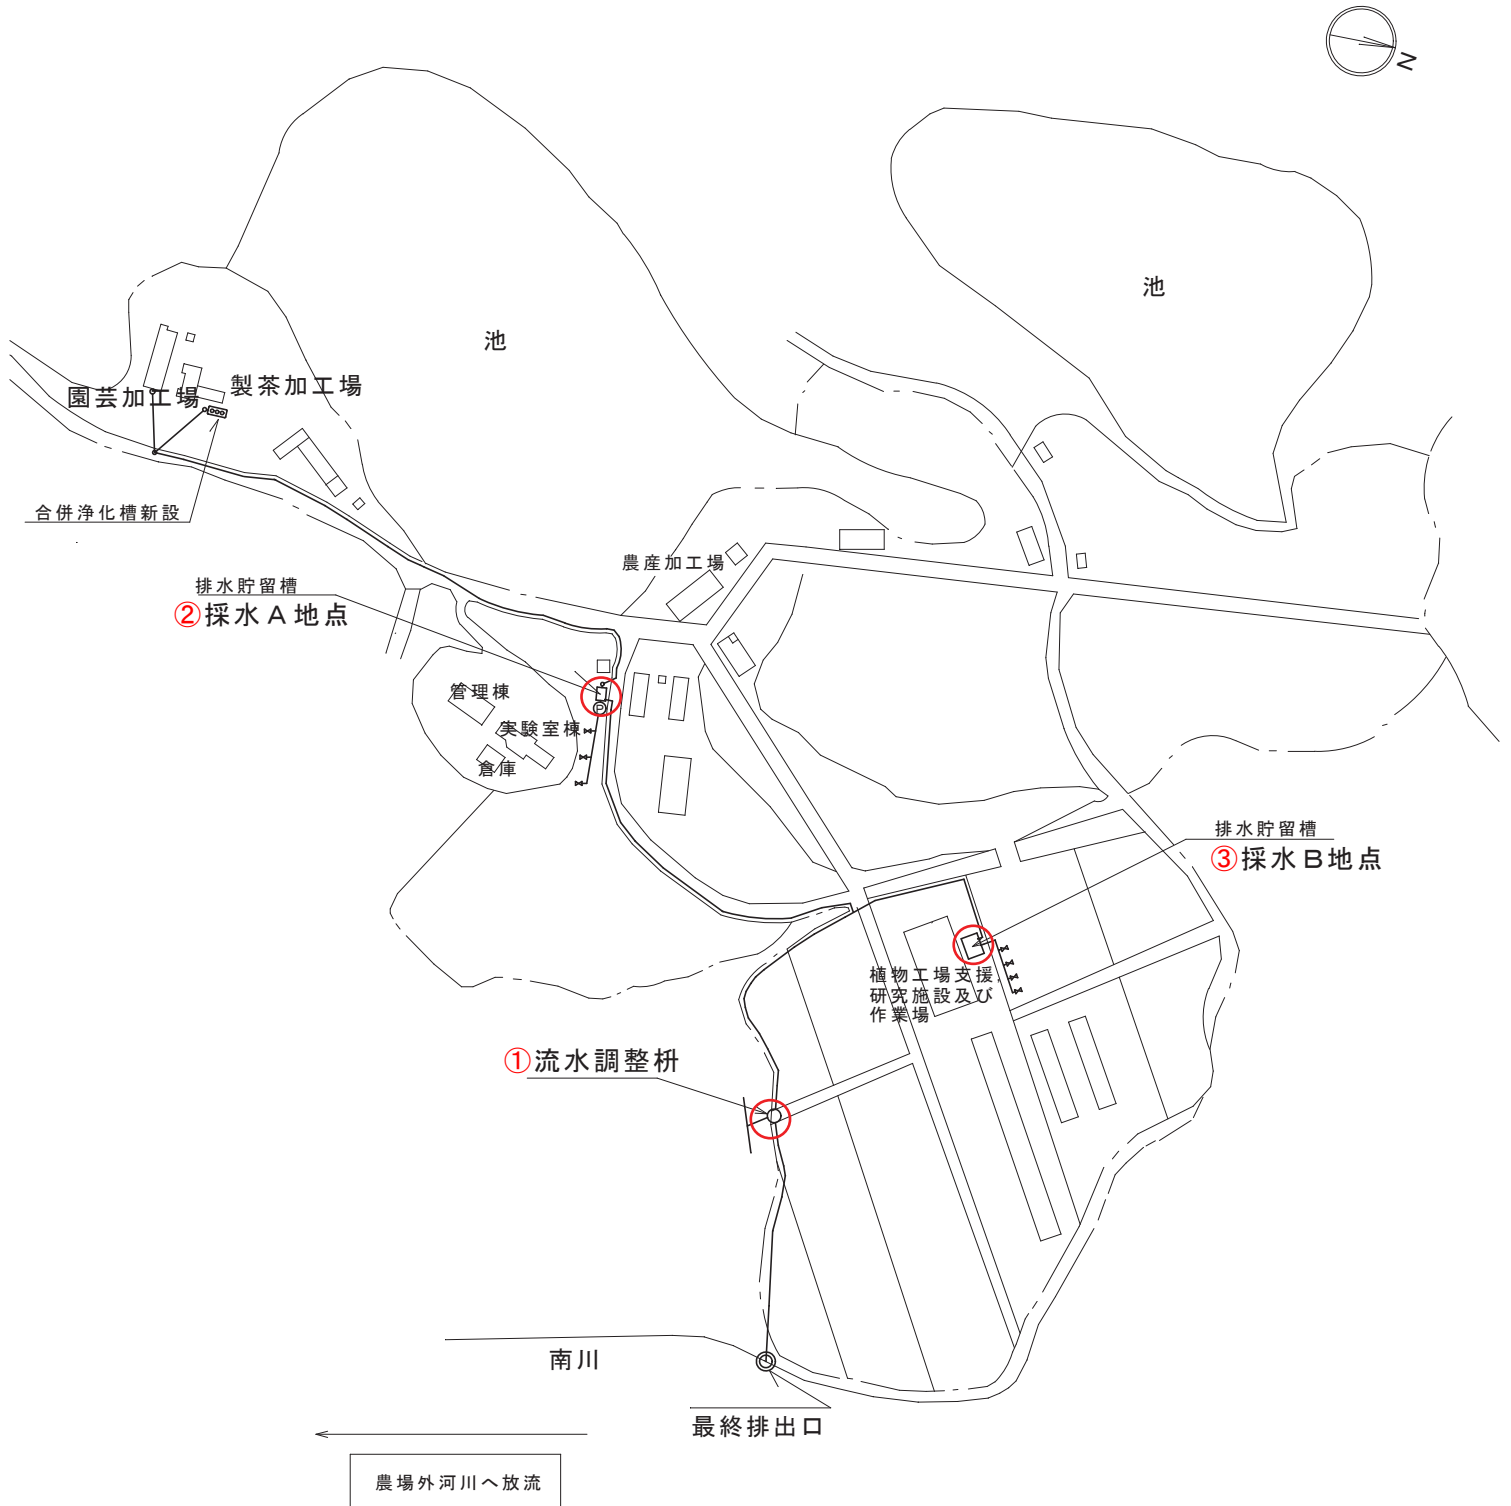 N
池
池
園芸加工場
製茶加工場
合併浄化槽新設
農産加工場
排水貯留槽
②採水A地点
管理棟
P
実験室棟
倉庫
排水貯留槽
③採水B地点
植物工場支援,
研究施設及び
作業場
①流水調整枡
南川
最終排出口
農場外河川へ放流